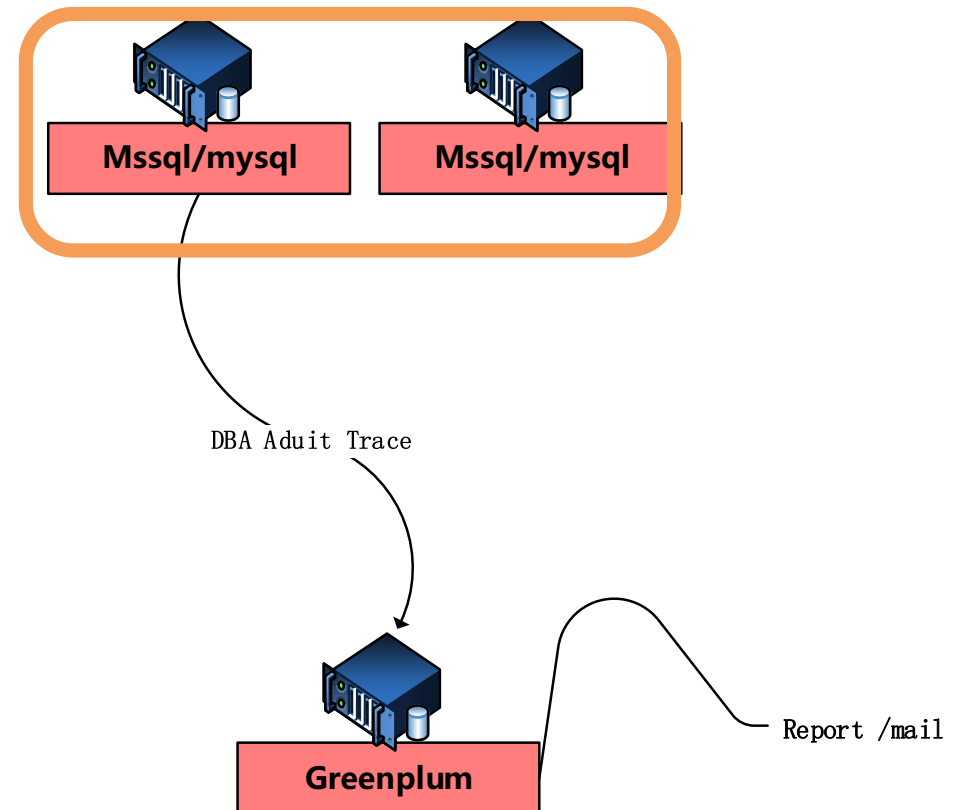 Mssql/mysql
Mssql/mysql
DBA Aduit Trace
Report /mail
Greenplum